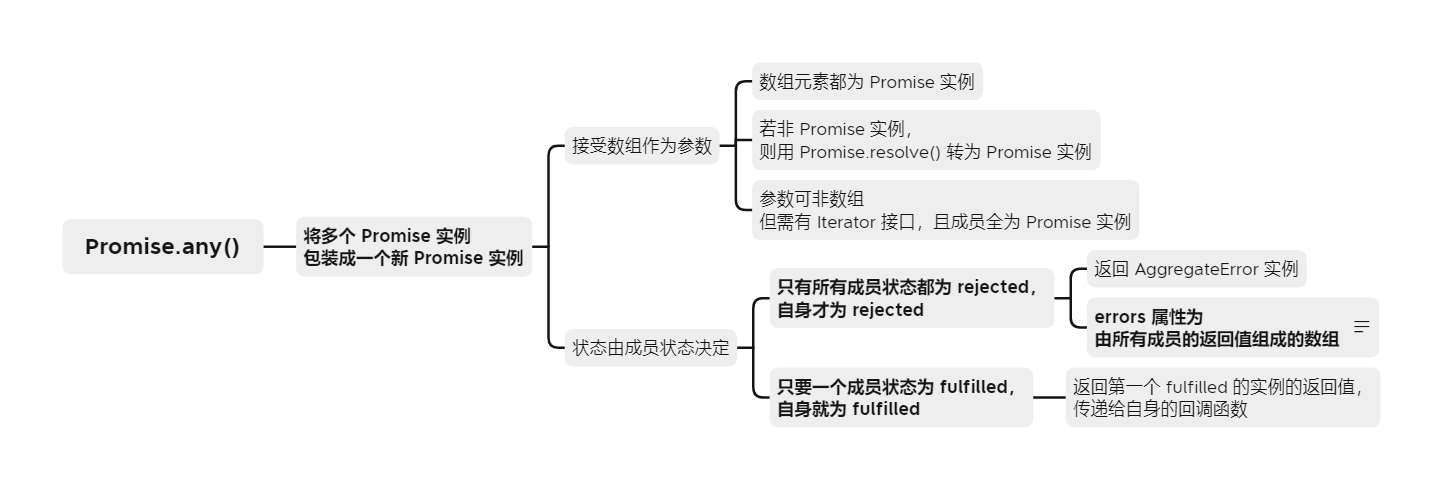 Promise.any()
将多个 Promise 实例
包装成一个新 Promise 实例
接受数组作为参数
数组元素都为 Promise 实例
若非 Promise 实例，
则用 Promise.resolve() 转为 Promise 实例
参数可非数组
但需有 Iterator 接口，且成员全为 Promise 实例
状态由成员状态决定
只有所有成员状态都为 rejected，
自身才为 rejected
返回 AggregateError 实例
errors 属性为
由所有成员的返回值组成的数组
只要一个成员状态为 fulfilled，
自身就为 fulfilled
返回第一个 fulfilled 的实例的返回值，
传递给自身的回调函数